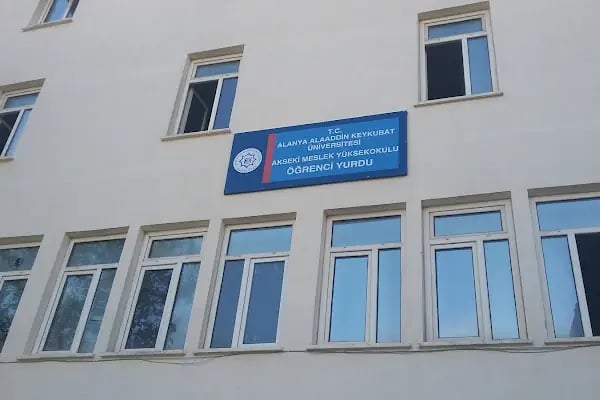 T.C.
ALANYA ALAADDİN KEYKUBAT
ÜNİVERSİTESİ
AKSEKİ MESLEK YÜKSEKOKULU
ÖĞRENCİ YURDU